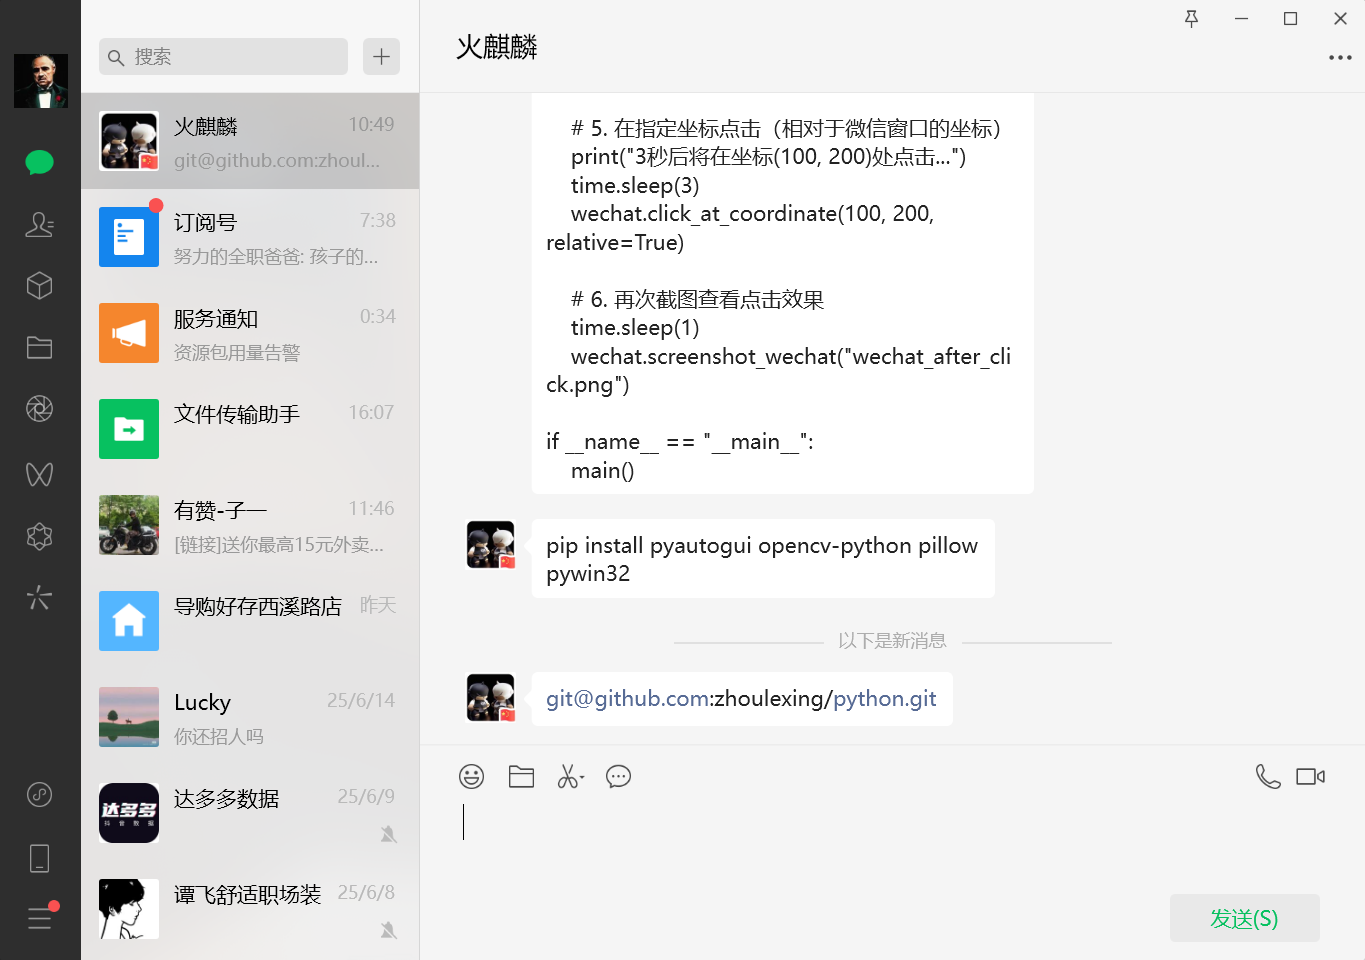 搜索
火麒麟
10:49
git@github.com:zhoul...
订阅号
7:38
努力的全职爸爸: 孩子的...
服务通知
0:34
资源包用量告警
文件传输助手
16:07
有赞-子一
11:46
[链接]送你最高15元外卖...
导购好存西溪路店
昨天
Lucky
25/6/14
你还招人吗
达多多
抖音数据
达多多数据
25/6/9
谭飞舒适职场装
25/6/8
火麒麟
# 5. 在指定坐标点击（相对于微信窗口的坐标）
print("3秒后将在坐标(100, 200)处点击...")
time.sleep(3)
wechat.click_at_coordinate(100, 200,
relative=True)
# 6. 再次截图查看点击效果
time.sleep(1)
wechat.screenshot_wechat("wechat_after_cli
ck.png")
if __name__ == "__main__":
main()
pip install pyautogui opencv-python pillow
pywin32
以下是新消息
git@github.com:zhoulexing/python.git
发送(S)